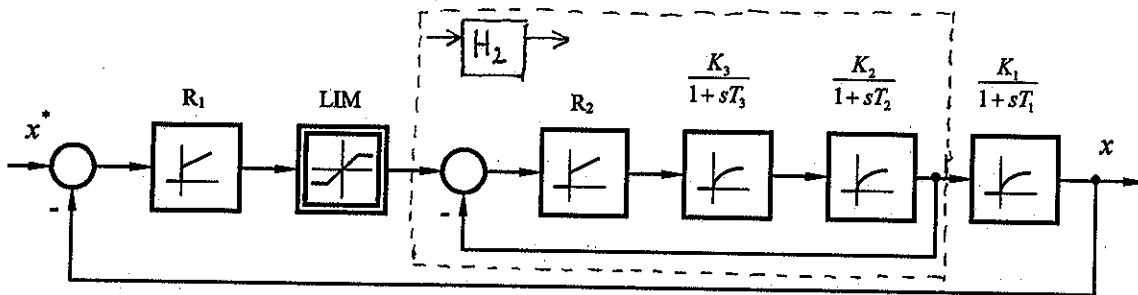 H₂
K₃
1 + sT₃
K₂
1 + sT₂
K₁
1 + sT₁
R₁
LIM
R₂
x*
x
-
-